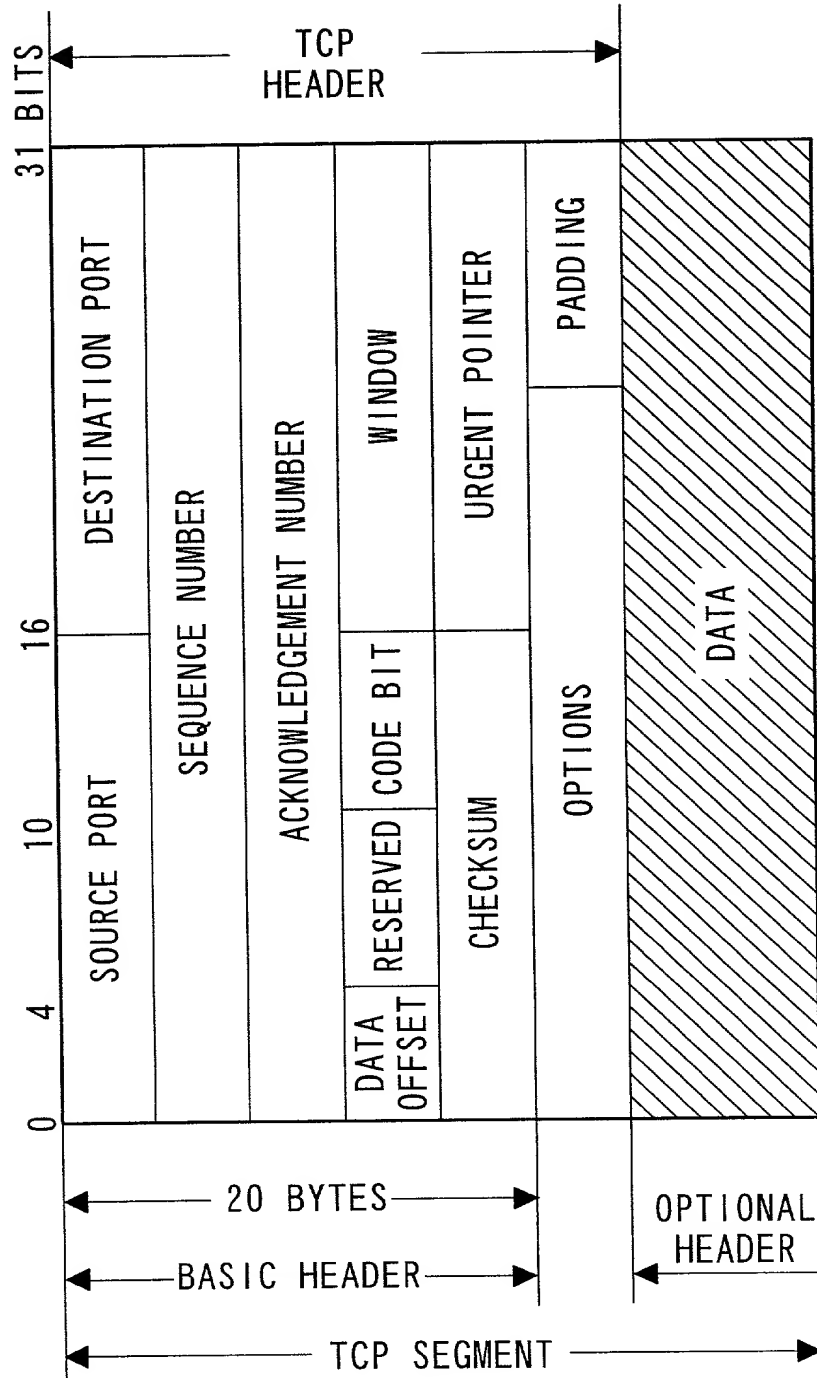 TCP
HEADER
0
4
10
16
31 BITS
SOURCE PORT
DESTINATION PORT
SEQUENCE NUMBER
ACKNOWLEDGEMENT NUMBER
DATA
OFFSET
RESERVED
CODE BIT
WINDOW
CHECKSUM
URGENT POINTER
OPTIONS
PADDING
DATA
20 BYTES
BASIC HEADER
OPTIONAL
HEADER
TCP SEGMENT